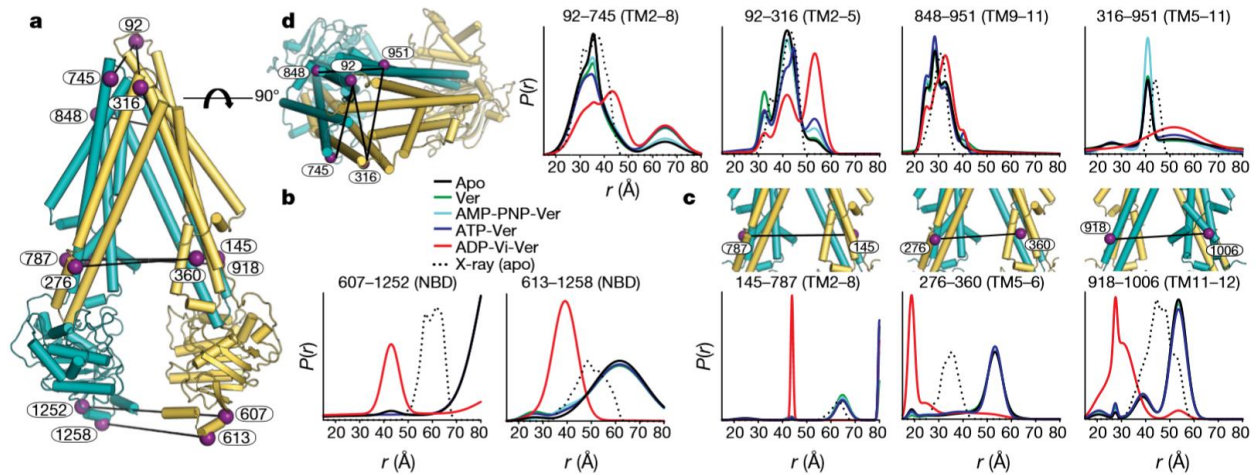 a
92
745
316
848
90°
787
276
145
360
918
1252
1258
607
613
d
848
92
951
745
316
92–745 (TM2–8)
P(r)
20 30 40 50 60 70 80
r (Å)
92–316 (TM2–5)
20 30 40 50 60 70 80
r (Å)
848–951 (TM9–11)
20 30 40 50 60 70 80
r (Å)
316–951 (TM5–11)
20 30 40 50 60 70 80
r (Å)
b
Apo
Ver
AMP-PNP-Ver
ATP-Ver
ADP-Vi-Ver
X-ray (apo)
607–1252 (NBD)
P(r)
20 30 40 50 60 70 80
r (Å)
613–1258 (NBD)
20 30 40 50 60 70 80
r (Å)
c
787
145
276
360
918
1006
145–787 (TM2–8)
P(r)
20 30 40 50 60 70 80
r (Å)
276–360 (TM5–6)
20 30 40 50 60 70 80
r (Å)
918–1006 (TM11–12)
20 30 40 50 60 70 80
r (Å)